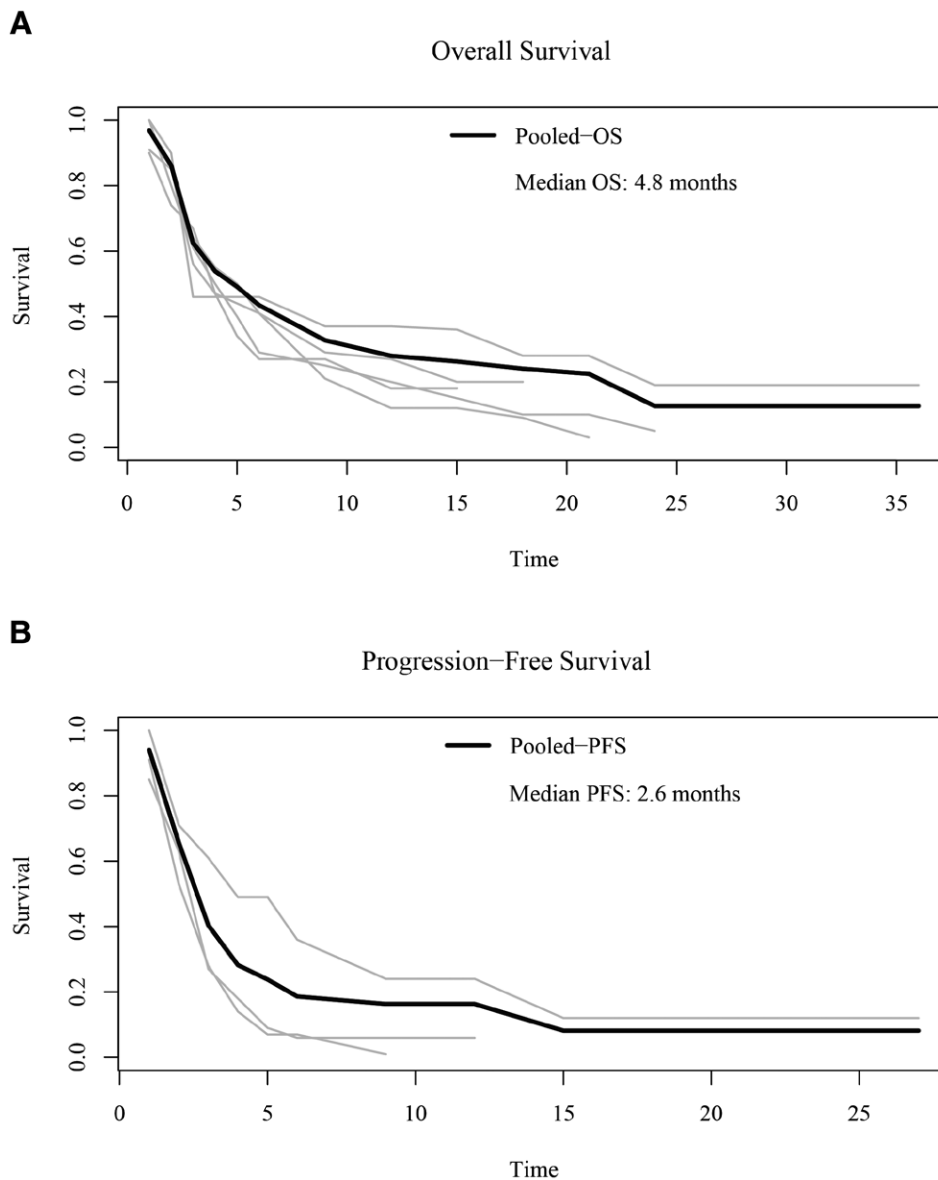 A
Overall Survival
Pooled−OS
Median OS: 4.8 months
Survival
1.0
0.8
0.6
0.4
0.2
0.0
0 5 10 15 20 25 30 35
Time
B
Progression−Free Survival
Pooled−PFS
Median PFS: 2.6 months
Survival
1.0
0.8
0.6
0.4
0.2
0.0
0 5 10 15 20 25
Time